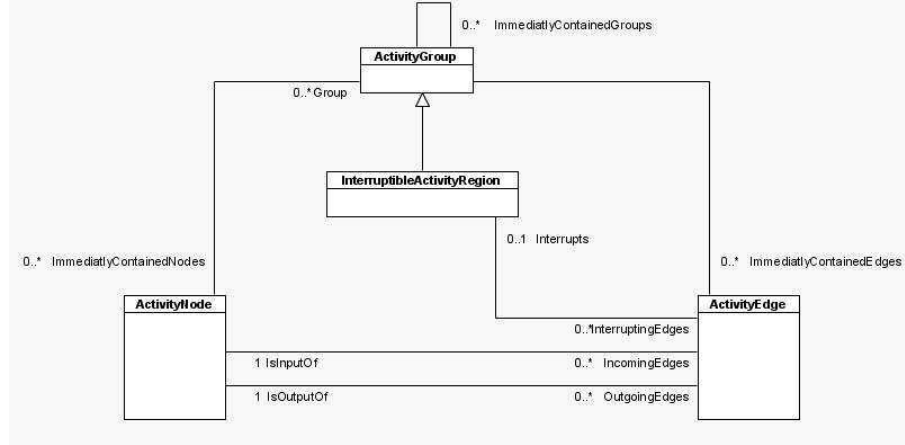 0..* ImmediatlyContainedGroups
ActivityGroup
0..* Group
InterruptibleActivityRegion
0..1 Interrupts
0..* ImmediatlyContainedNodes
0..* ImmediatlyContainedEdges
ActivityNode
ActivityEdge
0..*InterruptingEdges
1 IsInputOf
0..* IncomingEdges
1 IsOutputOf
0..* OutgoingEdges